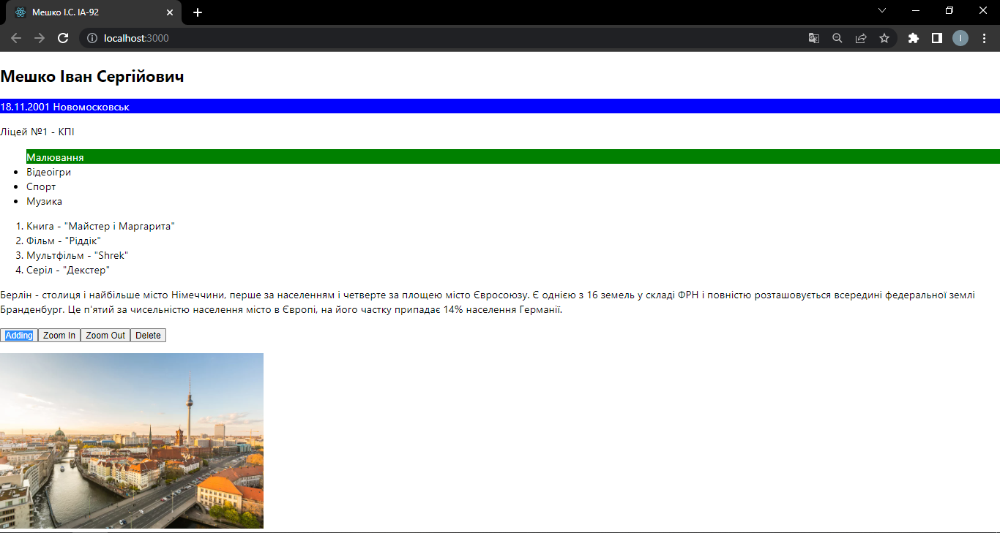 Мешко І.С. ІА-92
localhost:3000
І
Мешко Іван Сергійович
18.11.2001 Новомосковськ
Ліцей №1 - КПІ
Малювання
Відеоігри
Спорт
Музика
1. Книга - "Майстер і Маргарита"
2. Фільм - "Ріддік"
3. Мультфільм - "Shrek"
4. Серіл - "Декстер"
Берлін - столиця і найбільше місто Німеччини, перше за населенням і четверте за площею місто Євросоюзу. Є однією з 16 земель у складі ФРН і повністю розташовується всередині федеральної землі
Бранденбург. Це п'ятий за чисельністю населення місто в Європі, на його частку припадає 14% населення Германії.
Adding Zoom In Zoom Out Delete